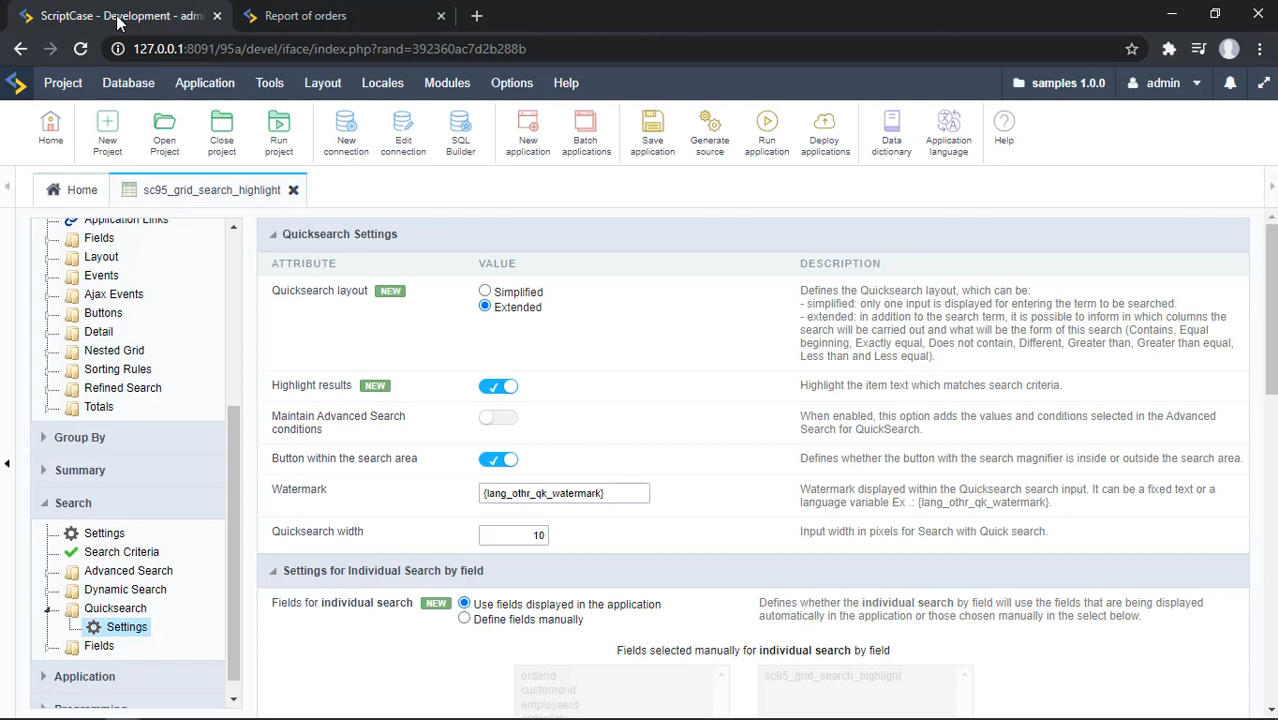 ScriptCase - Development - adm
Report of orders
127.0.0.1:8091/95a/devel/iface/index.php?rand=392360ac7d2b288b
Project Database Application Tools Layout Locales Modules Options Help
samples 1.0.0
admin
Home
New Project
Open Project
Close project
Run project
New connection
Edit connection
SQL Builder
New application
Batch applications
Save application
Generate source
Run application
Deploy applications
Data dictionary
Application language
Help
Home
sc95_grid_search_highlight
Application Links
Fields
Layout
Events
Ajax Events
Buttons
Detail
Nested Grid
Sorting Rules
Refined Search
Totals
Group By
Summary
Search
Settings
Search Criteria
Advanced Search
Dynamic Search
Quicksearch
Settings
Fields
Application
Programming
Quicksearch Settings
ATTRIBUTE VALUE DESCRIPTION
Quicksearch layout NEW
Simplified
Extended
Defines the Quicksearch layout, which can be:
- simplified: only one input is displayed for entering the term to be searched.
- extended: in addition to the search term, it is possible to inform in which columns the
search will be carried out and what will be the form of this search (Contains, Equal
beginning, Exactly equal, Does not contain, Different, Greater than, Greater than equal,
Less than and Less equal).
Highlight results NEW
Highlight the item text which matches search criteria.
Maintain Advanced Search
conditions
When enabled, this option adds the values and conditions selected in the Advanced
Search for QuickSearch.
Button within the search area
Defines whether the button with the search magnifier is inside or outside the search area.
Watermark
{lang_othr_qk_watermark}
Watermark displayed within the Quicksearch search input. It can be a fixed text or a
language variable Ex .: {lang_othr_qk_watermark}.
Quicksearch width
10
Input width in pixels for Search with Quick search.
Settings for Individual Search by field
Fields for individual search NEW
Use fields displayed in the application
Define fields manually
Defines whether the individual search by field will use the fields that are being displayed
automatically in the application or those chosen manually in the select below.
Fields selected manually for individual search by field
orderid
customerid
employeeid
orderdate
sc95_grid_search_highlight